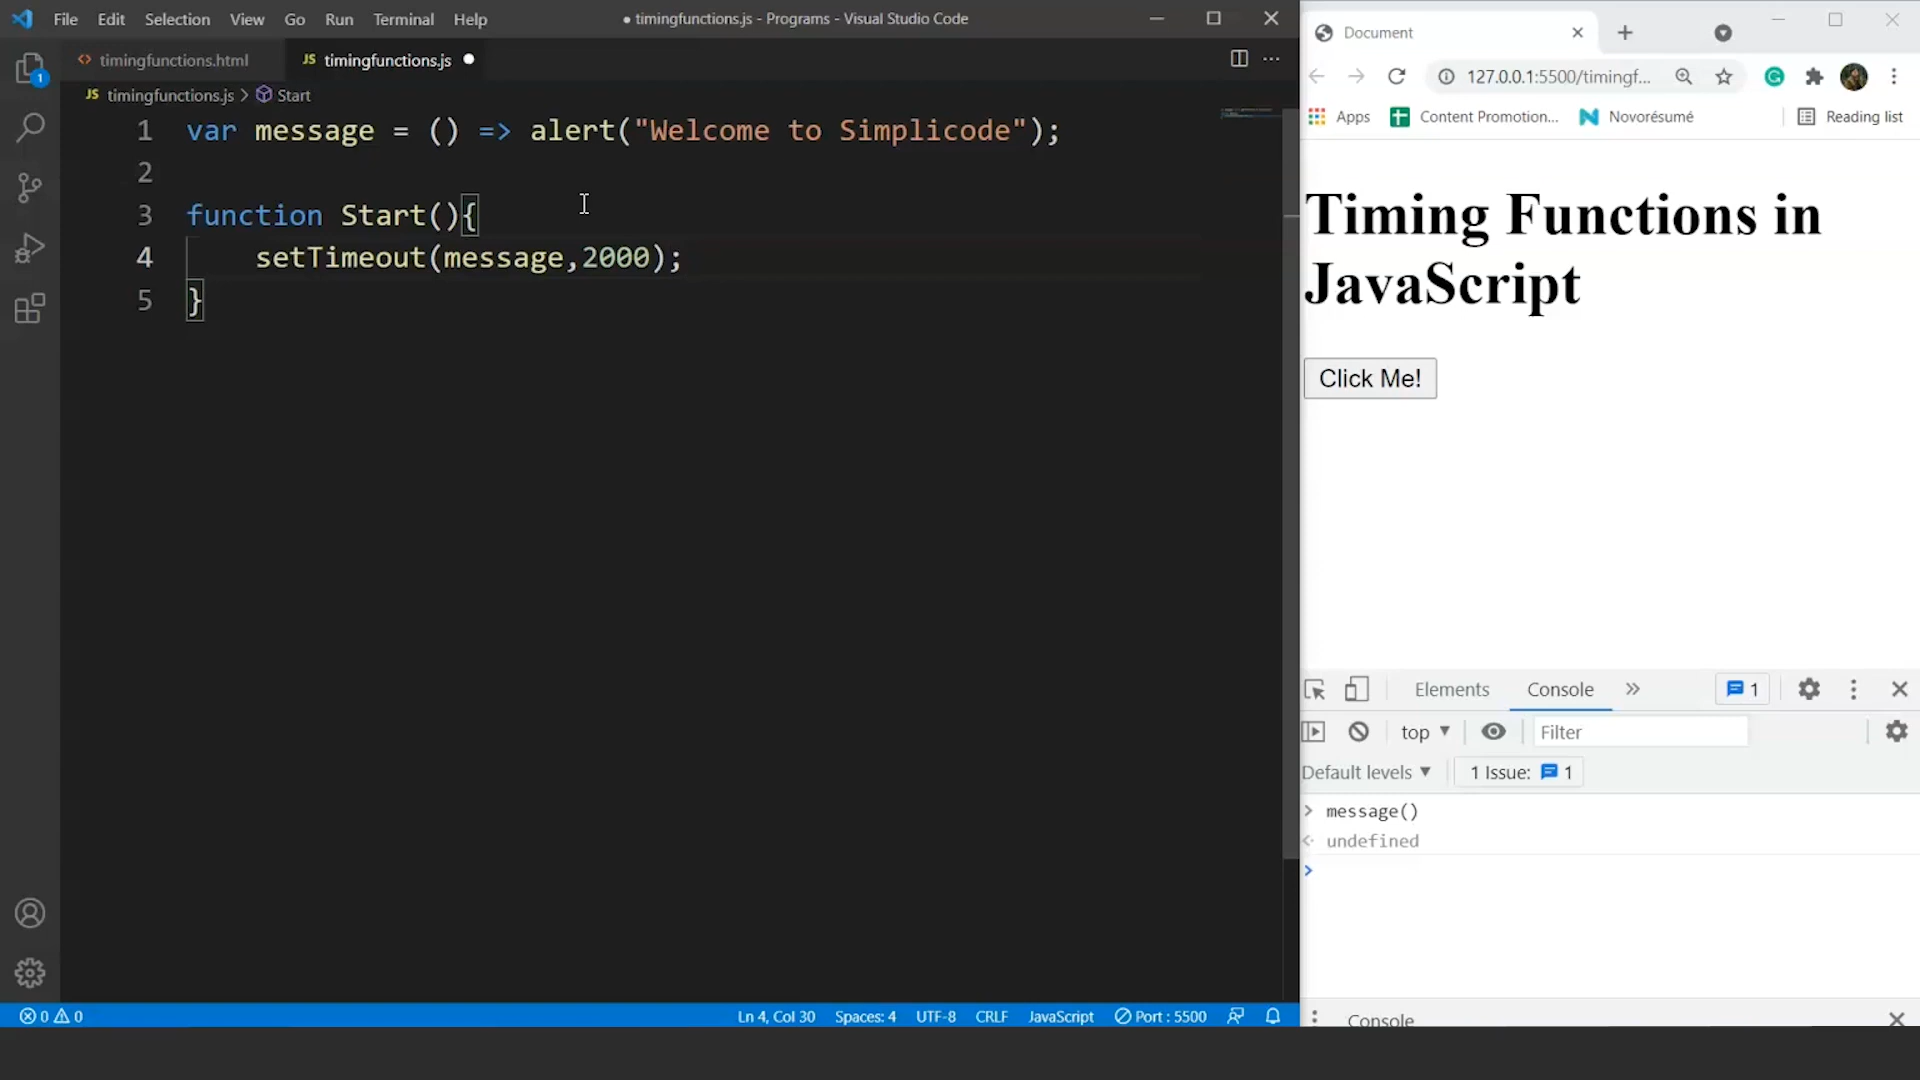 File Edit Selection View Go Run Terminal Help
● timingfunctions.js - Programs - Visual Studio Code
<> timingfunctions.html
JS timingfunctions.js ●
JS timingfunctions.js > Start
1 var message = () => alert("Welcome to Simplicode");
2
3 function Start(){
4 setTimeout(message,2000);
5 }
1
0 0
Ln 4, Col 30 Spaces: 4 UTF-8 CRLF JavaScript Port : 5500
Document
127.0.0.1:5500/timingf...
Apps Content Promotion... Novorésumé Reading list
Timing Functions in
JavaScript
Click Me!
Elements Console » 1
top Filter
Default levels 1 Issue: 1
> message()
undefined
>
Console